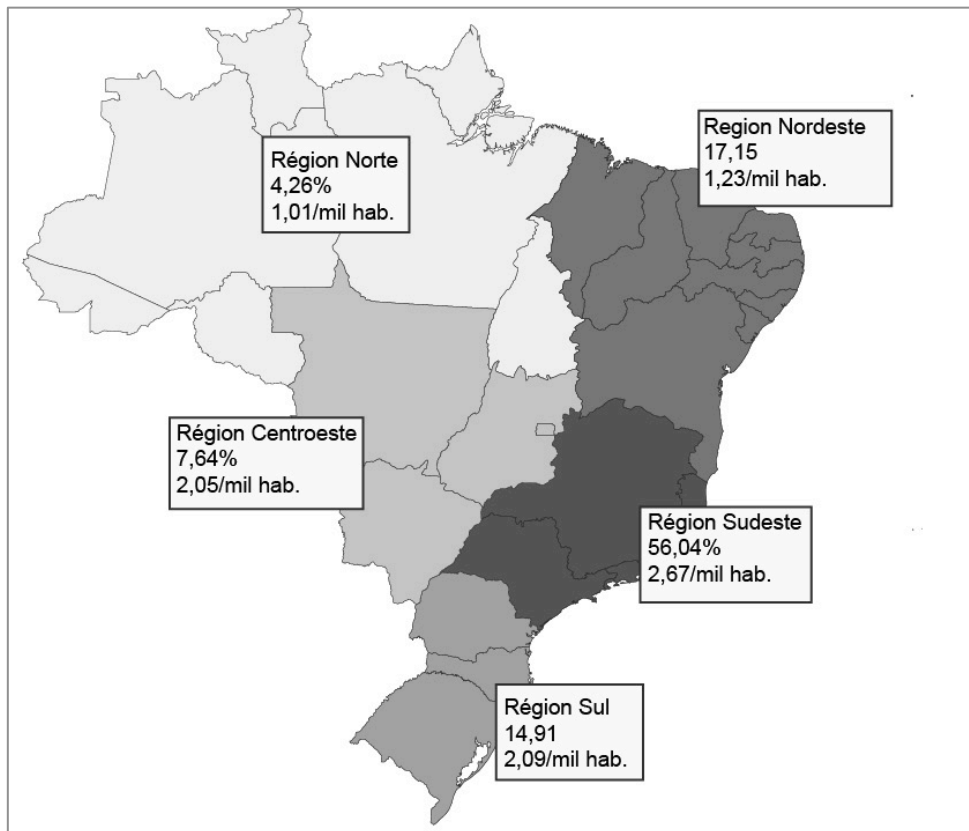 Région Norte
4,26%
1,01/mil hab.
Region Nordeste
17,15
1,23/mil hab.
Région Centroeste
7,64%
2,05/mil hab.
Région Sudeste
56,04%
2,67/mil hab.
Région Sul
14,91
2,09/mil hab.